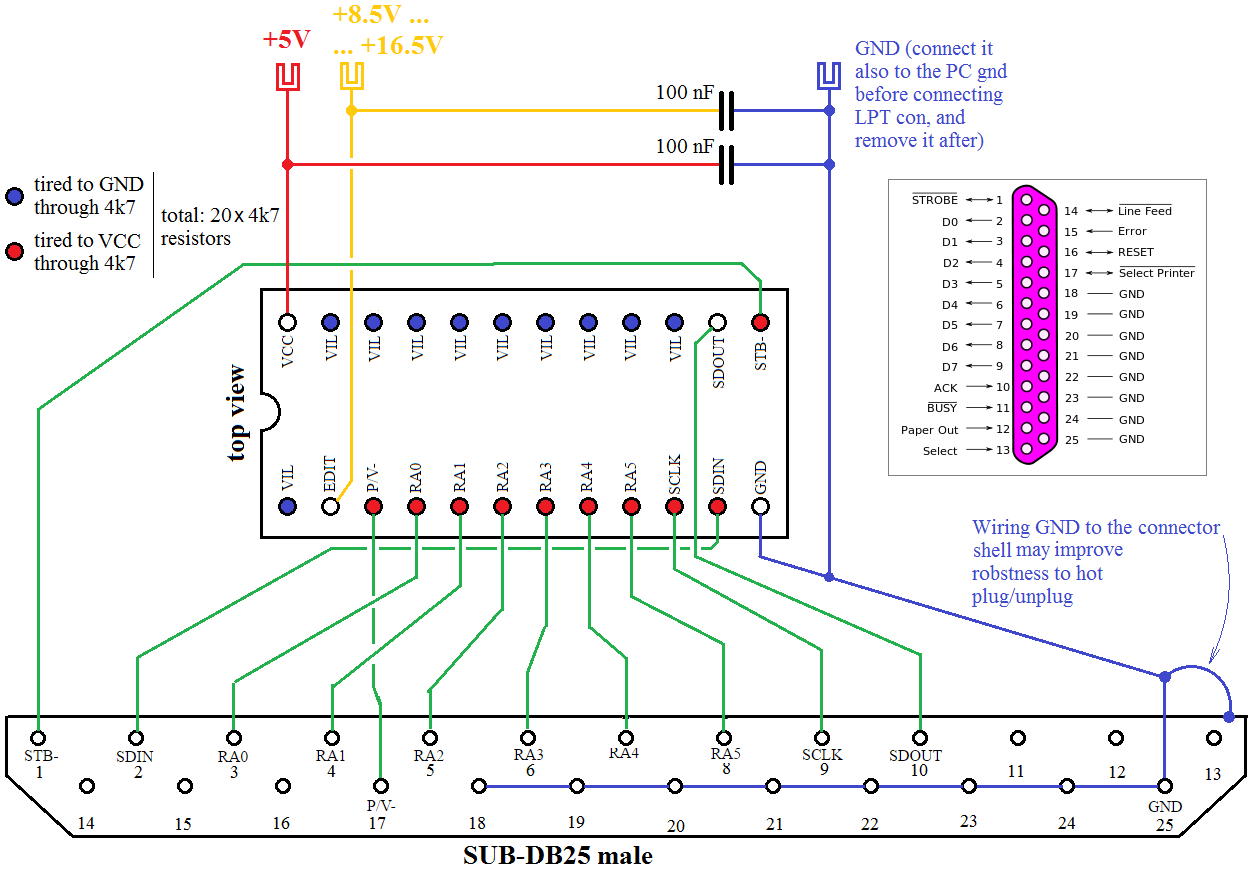 +8.5V ...
... +16.5V
+5V
GND (connect it
also to the PC gnd
before connecting
LPT con, and
remove it after)
100 nF
100 nF
tired to GND
through 4k7
tired to VCC
through 4k7
total: 20 x 4k7
resistors
STROBE 1
D0 2
D1 3
D2 4
D3 5
D4 6
D5 7
D6 8
D7 9
ACK 10
BUSY 11
Paper Out 12
Select 13
14 Line Feed
15 Error
16 RESET
17 Select Printer
18 GND
19 GND
20 GND
21 GND
22 GND
23 GND
24 GND
25 GND
top view
VCC VIL VIL VIL VIL VIL VIL VIL VIL VIL SDOUT STB-
VIL EDIT P/V- RA0 RA1 RA2 RA3 RA4 RA5 SCLK SDIN GND
Wiring GND to the connector
shell may improve
robstness to hot
plug/unplug
STB- SDIN RA0 RA1 RA2 RA3 RA4 RA5 SCLK SDOUT
1 2 3 4 5 6 8 9 10 11 12 13
P/V- GND
14 15 16 17 18 19 20 21 22 23 24 25
SUB-DB25 male